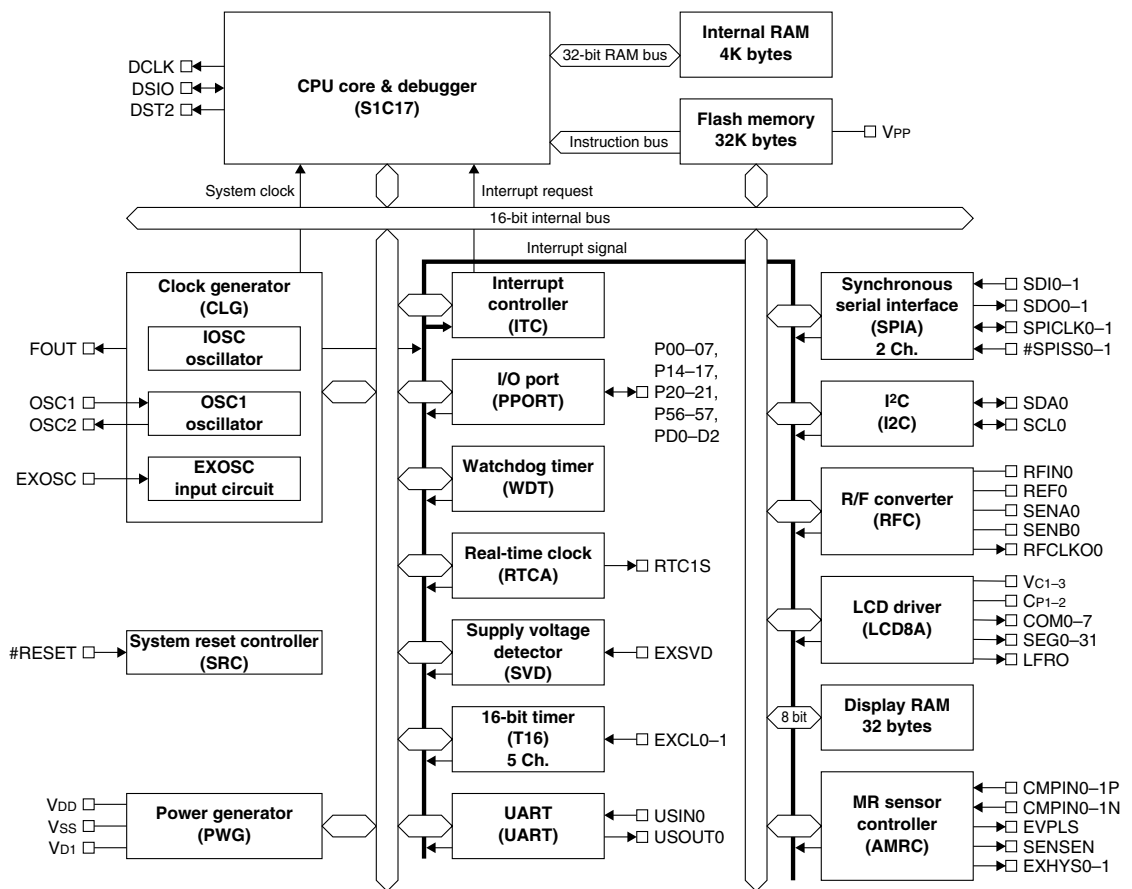 Internal RAM
4K bytes
32-bit RAM bus
DCLK
DSIO
DST2
CPU core & debugger
(S1C17)
Flash memory
32K bytes
VPP
Instruction bus
System clock
Interrupt request
16-bit internal bus
Interrupt signal
Clock generator
(CLG)
IOSC
oscillator
FOUT
OSC1
OSC2
OSC1
oscillator
EXOSC
EXOSC
input circuit
#RESET
System reset controller
(SRC)
VDD
VSS
VD1
Power generator
(PWG)
Interrupt
controller
(ITC)
I/O port
(PPORT)
P00–07,
P14–17,
P20–21,
P56–57,
PD0–D2
Watchdog timer
(WDT)
Real-time clock
(RTCA)
RTC1S
Supply voltage
detector
(SVD)
EXSVD
16-bit timer
(T16)
5 Ch.
EXCL0–1
UART
(UART)
USIN0
USOUT0
Synchronous
serial interface
(SPIA)
2 Ch.
SDI0–1
SDO0–1
SPICLK0–1
#SPISS0–1
I²C
(I2C)
SDA0
SCL0
R/F converter
(RFC)
RFIN0
REF0
SENA0
SENB0
RFCLKO0
LCD driver
(LCD8A)
VC1–3
CP1–2
COM0–7
SEG0–31
LFRO
8 bit
Display RAM
32 bytes
MR sensor
controller
(AMRC)
CMPIN0–1P
CMPIN0–1N
EVPLS
SENSEN
EXHYS0–1